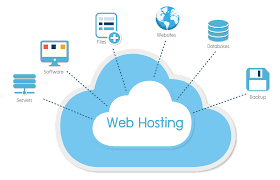 Websites
Files
Databases
Software
Servers
Backup
Web Hosting